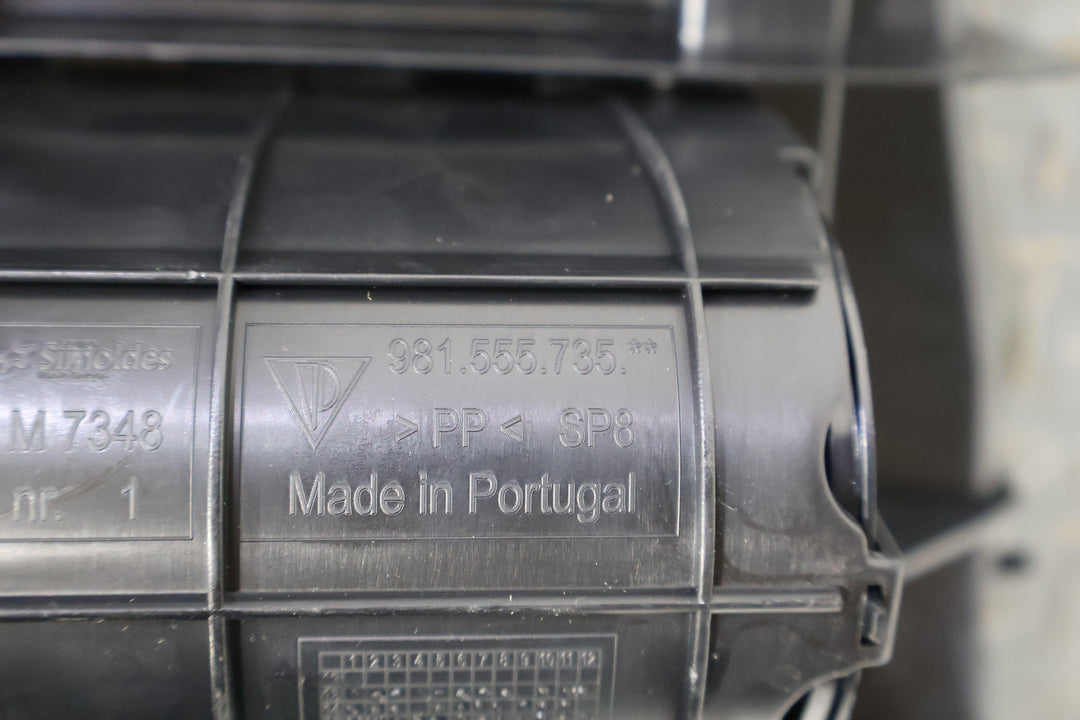 Simoldes
M 7348
nr. 1
981.555.735.**
>PP< SP8
Made in Portugal
1 2 3 4 5 6 7 8 9 10 11 12